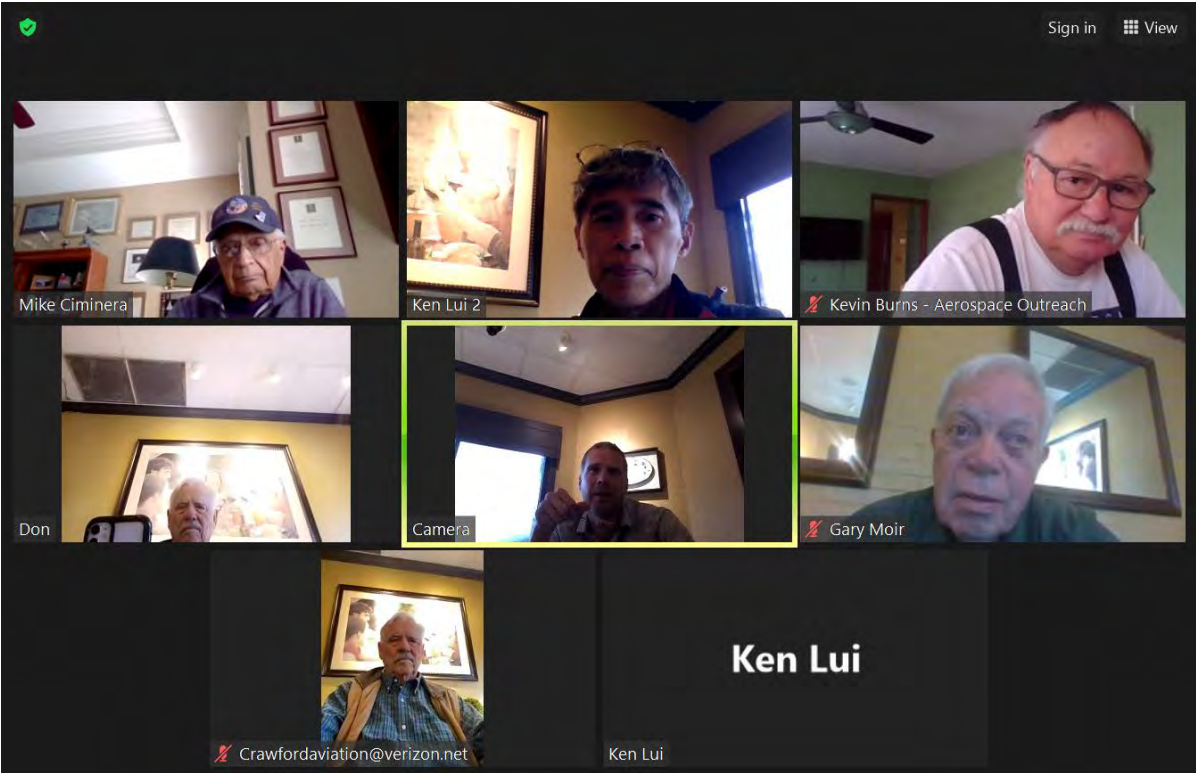 Sign in
View
Mike Ciminera
Ken Lui 2
Kevin Burns - Aerospace Outreach
Don
Camera
Gary Moir
Crawfordaviation@verizon.net
Ken Lui
Ken Lui